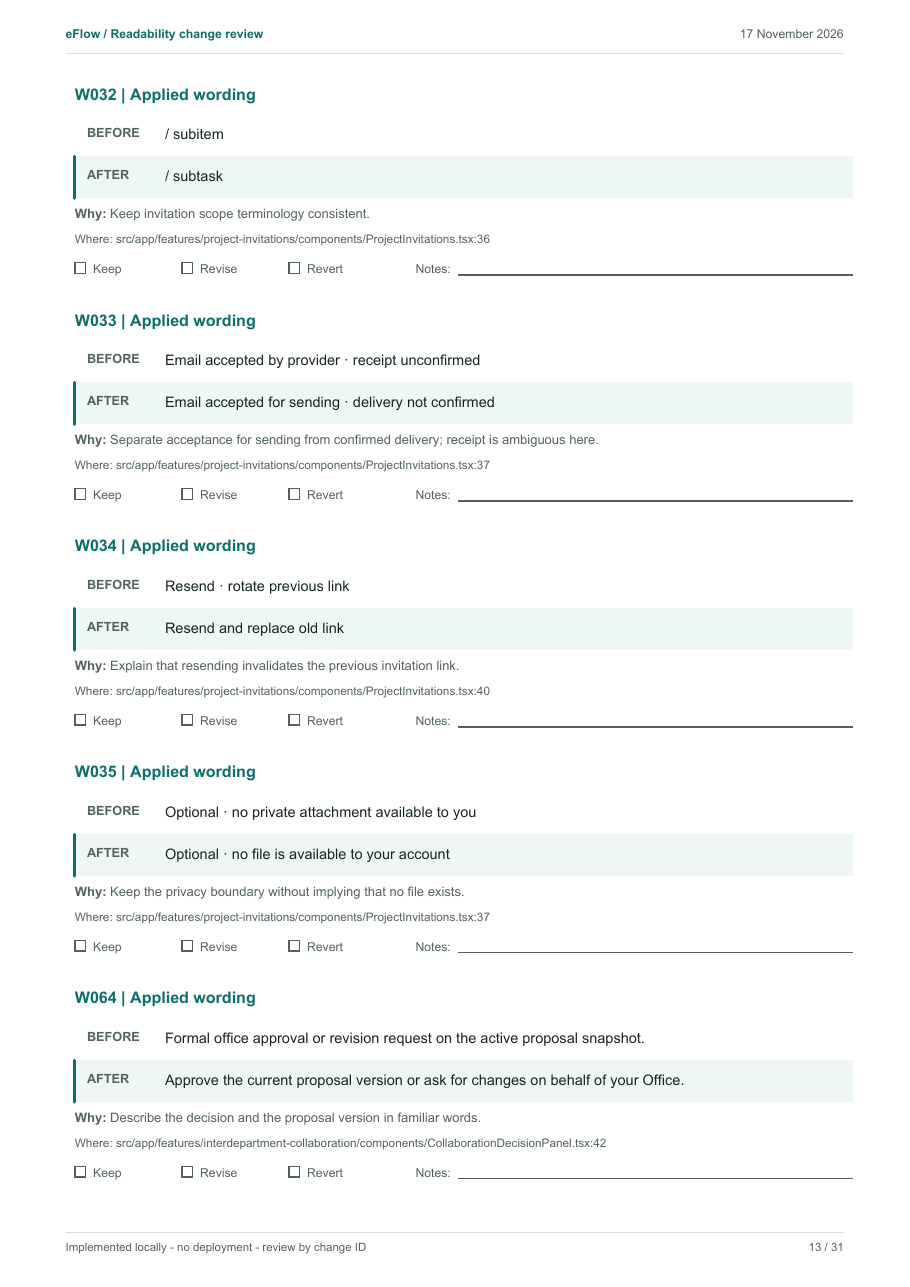 eFlow / Readability change review
17 November 2026
W032 | Applied wording
BEFORE / subitem
AFTER / subtask
Why: Keep invitation scope terminology consistent.
Where: src/app/features/project-invitations/components/ProjectInvitations.tsx:36
Keep Revise Revert Notes:
W033 | Applied wording
BEFORE Email accepted by provider · receipt unconfirmed
AFTER Email accepted for sending · delivery not confirmed
Why: Separate acceptance for sending from confirmed delivery; receipt is ambiguous here.
Where: src/app/features/project-invitations/components/ProjectInvitations.tsx:37
Keep Revise Revert Notes:
W034 | Applied wording
BEFORE Resend · rotate previous link
AFTER Resend and replace old link
Why: Explain that resending invalidates the previous invitation link.
Where: src/app/features/project-invitations/components/ProjectInvitations.tsx:40
Keep Revise Revert Notes:
W035 | Applied wording
BEFORE Optional · no private attachment available to you
AFTER Optional · no file is available to your account
Why: Keep the privacy boundary without implying that no file exists.
Where: src/app/features/project-invitations/components/ProjectInvitations.tsx:37
Keep Revise Revert Notes:
W064 | Applied wording
BEFORE Formal office approval or revision request on the active proposal snapshot.
AFTER Approve the current proposal version or ask for changes on behalf of your Office.
Why: Describe the decision and the proposal version in familiar words.
Where: src/app/features/interdepartment-collaboration/components/CollaborationDecisionPanel.tsx:42
Keep Revise Revert Notes:
Implemented locally - no deployment - review by change ID
13 / 31